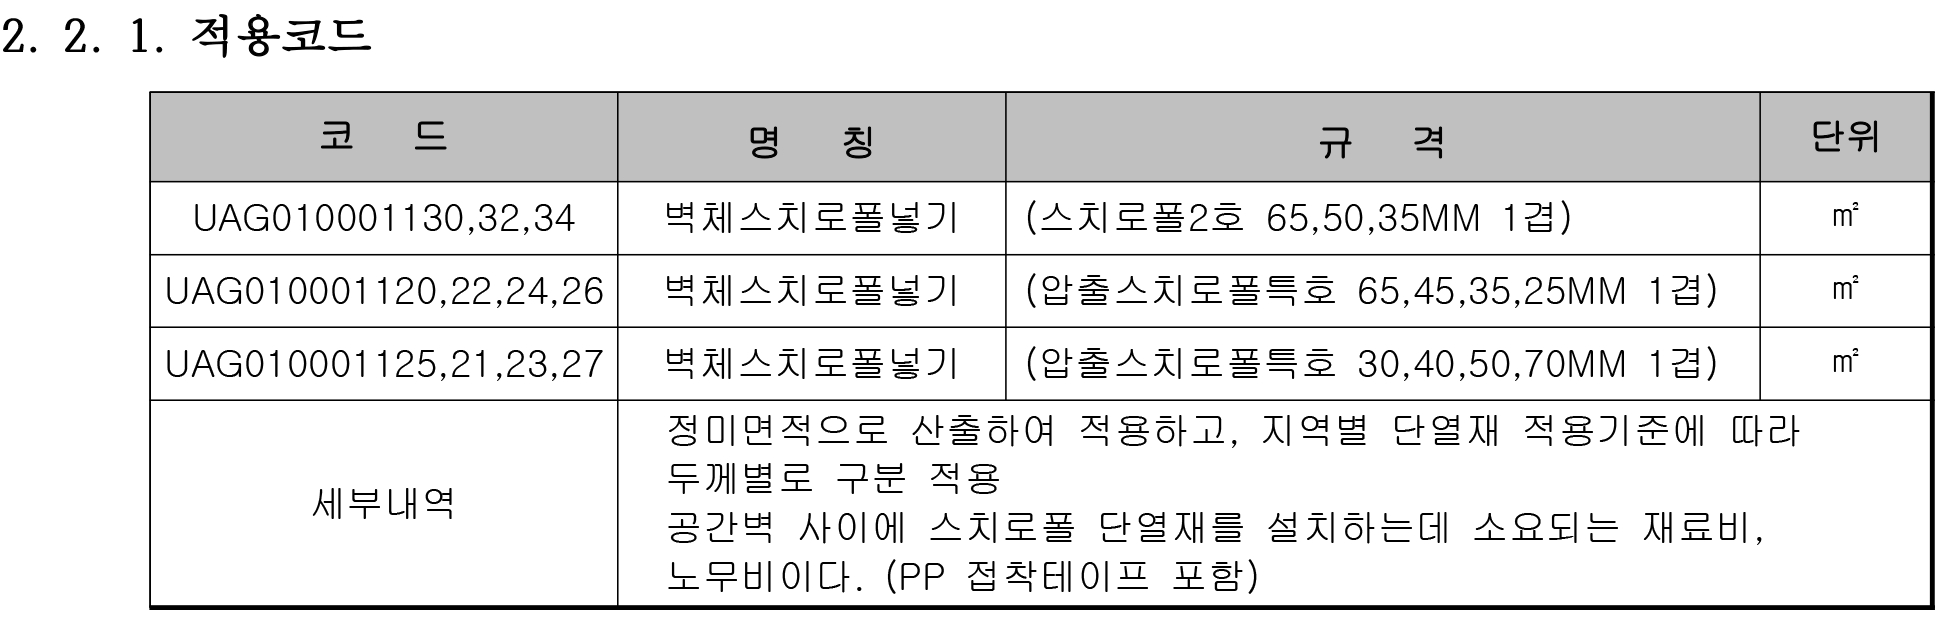 2. 2. 1. 적용코드
코 드 명 칭 규 격 단위
UAG010001130,32,34 벽체스치로폴넣기 (스치로폴2호 65,50,35MM 1겹) ㎡
UAG010001120,22,24,26 벽체스치로폴넣기 (압출스치로폴특호 65,45,35,25MM 1겹) ㎡
UAG010001125,21,23,27 벽체스치로폴넣기 (압출스치로폴특호 30,40,50,70MM 1겹) ㎡
세부내역
정미면적으로 산출하여 적용하고, 지역별 단열재 적용기준에 따라
두께별로 구분 적용
공간벽 사이에 스치로폴 단열재를 설치하는데 소요되는 재료비,
노무비이다. (PP 접착테이프 포함)